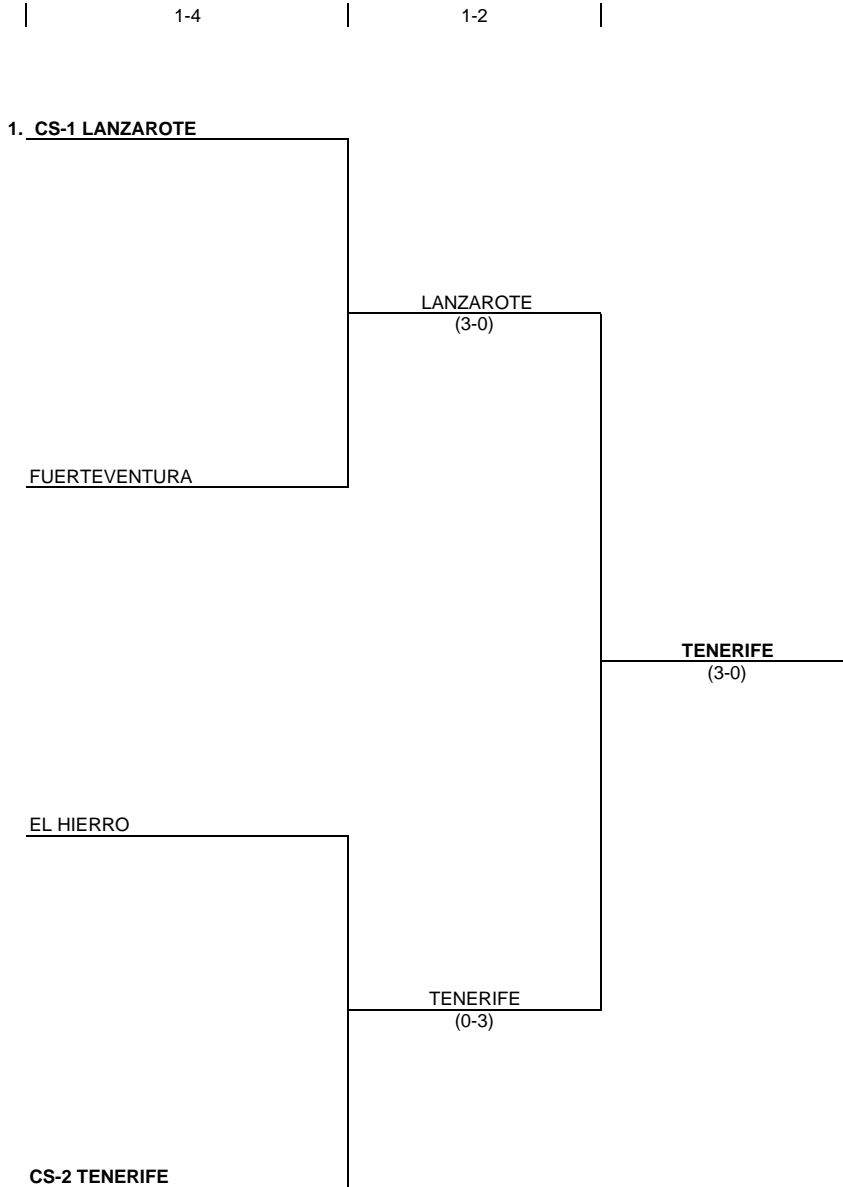 1-4 1-2
1. CS-1 LANZAROTE
LANZAROTE
(3-0)
FUERTEVENTURA
TENERIFE
(3-0)
EL HIERRO
TENERIFE
(0-3)
CS-2 TENERIFE